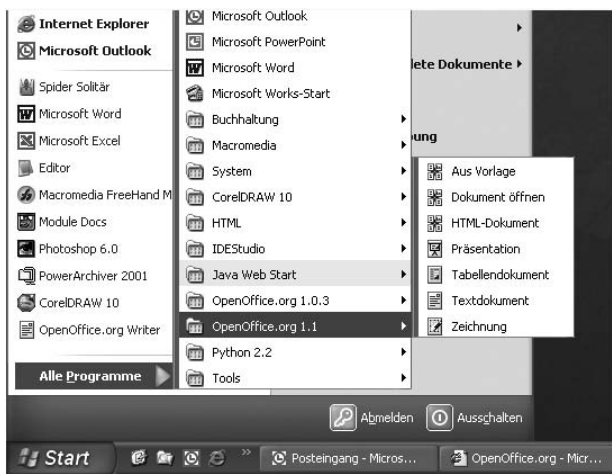 Internet Explorer
Microsoft Outlook
Spider Solitär
Microsoft Word
Microsoft Excel
Editor
Macromedia FreeHand M
Module Docs
Photoshop 6.0
PowerArchiver 2001
CorelDRAW 10
OpenOffice.org Writer
Alle Programme
Microsoft Outlook
Microsoft PowerPoint
Microsoft Word
Microsoft Works-Start
Buchhaltung
Macromedia
System
CorelDRAW 10
HTML
IDEStudio
Java Web Start
OpenOffice.org 1.0.3
OpenOffice.org 1.1
Python 2.2
Tools
lete Dokumente
ung
Aus Vorlage
Dokument öffnen
HTML-Dokument
Präsentation
Tabellendokument
Textdokument
Zeichnung
Abmelden
Ausschalten
Start
Posteingang - Micros...
OpenOffice.org - Micr...